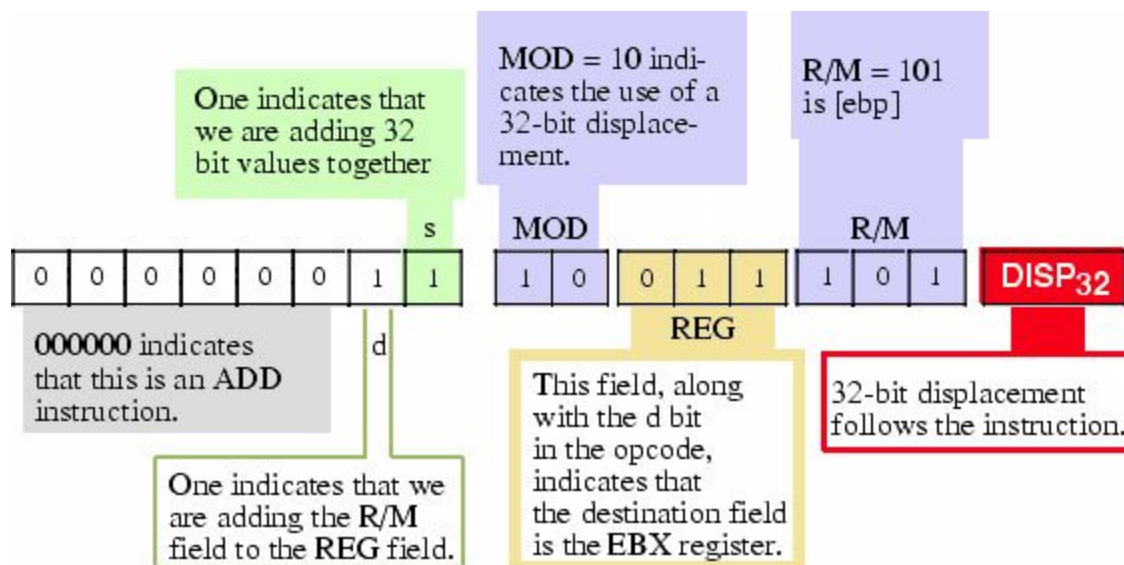 One indicates that
we are adding 32
bit values together
MOD = 10 indi-
cates the use of a
32-bit displace-
ment.
R/M = 101
is [ebp]
s
MOD
R/M
0 0 0 0 0 0 1 1
1 0
0 1 1
1 0 1
DISP32
000000 indicates
that this is an ADD
instruction.
d
REG
One indicates that we
are adding the R/M
field to the REG field.
This field, along
with the d bit
in the opcode,
indicates that
the destination field
is the EBX register.
32-bit displacement
follows the instruction.